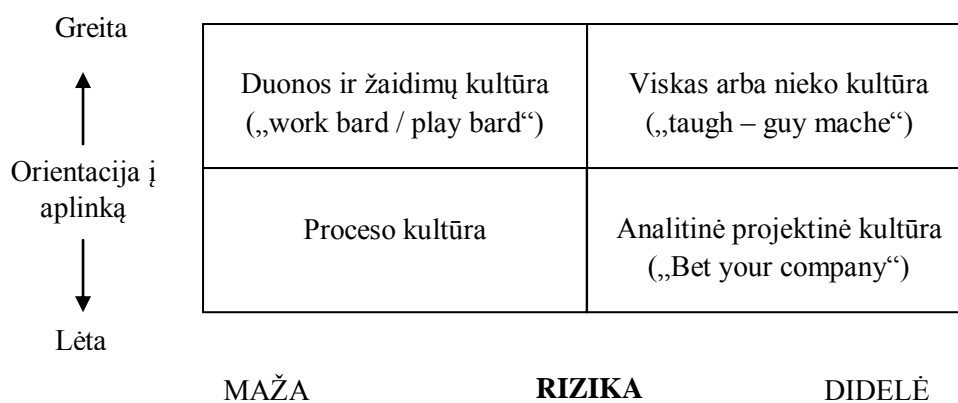 Greita
Duonos ir žaidimų kultūra
(„work bard / play bard“)
Viskas arba nieko kultūra
(„taugh – guy mache“)
Orientacija į
aplinką
Proceso kultūra
Analitinė projektinė kultūra
(„Bet your company“)
Lėta
MAŽA RIZIKA DIDELĖ